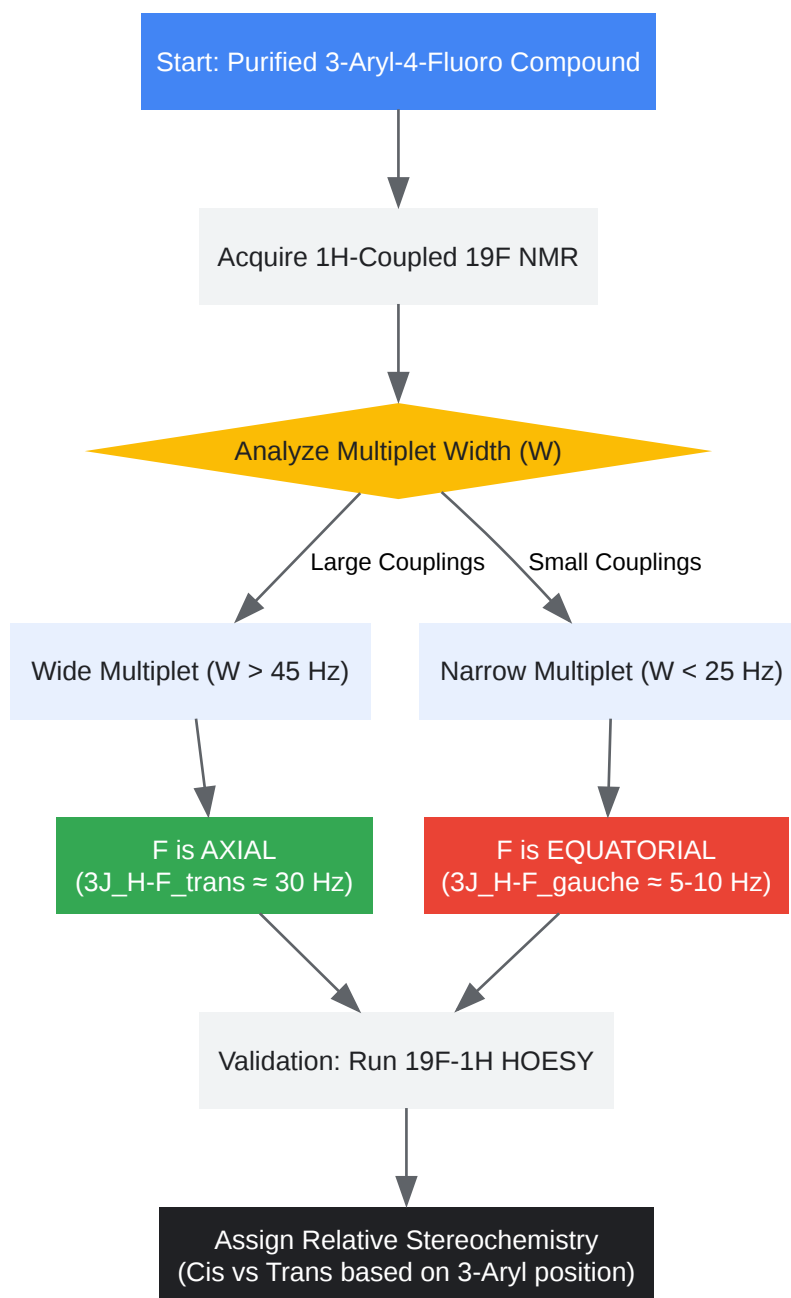 Start: Purified 3-Aryl-4-Fluoro Compound
Acquire 1H-Coupled 19F NMR
Analyze Multiplet Width (W)
Large Couplings
Small Couplings
Wide Multiplet (W > 45 Hz)
Narrow Multiplet (W < 25 Hz)
F is AXIAL
(3J_H-F_trans ≈ 30 Hz)
F is EQUATORIAL
(3J_H-F_gauche ≈ 5-10 Hz)
Validation: Run 19F-1H HOESY
Assign Relative Stereochemistry
(Cis vs Trans based on 3-Aryl position)